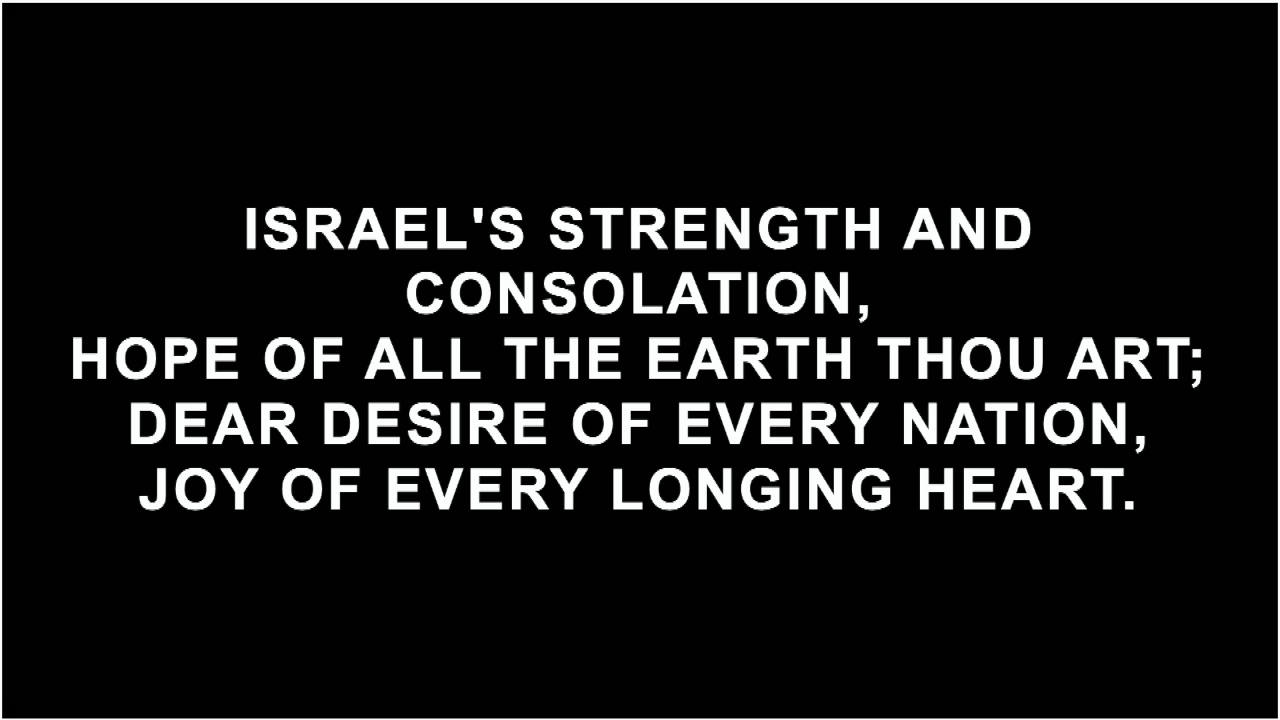 ISRAEL'S STRENGTH AND
CONSOLATION,
HOPE OF ALL THE EARTH THOU ART;
DEAR DESIRE OF EVERY NATION,
JOY OF EVERY LONGING HEART.